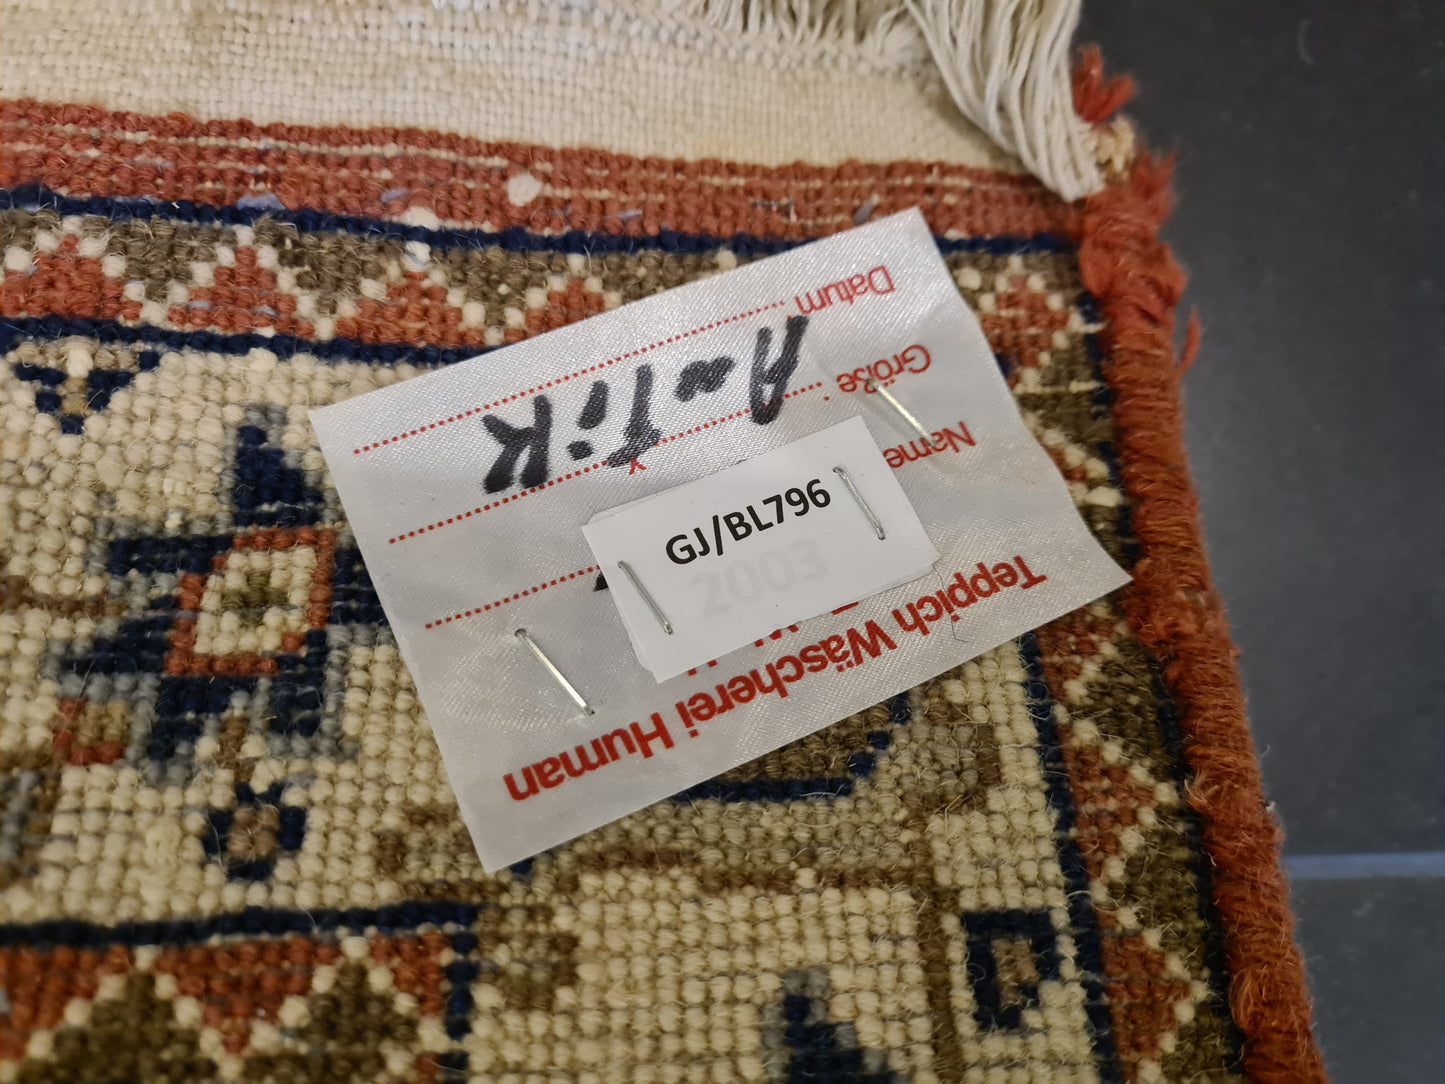 Teppich Wäscherei Human
Name
Größe :
x
Antik
Datum
GJ/BL796
2003